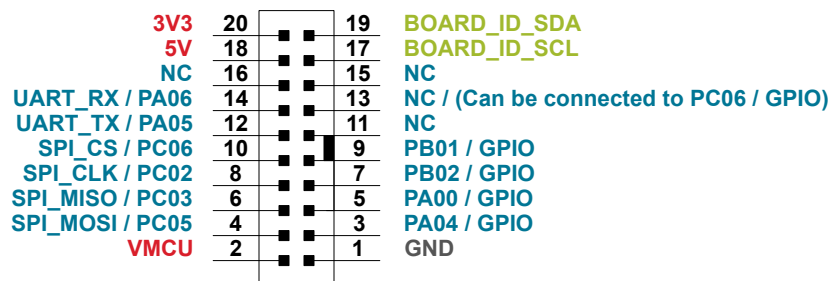 3V3 20 19 BOARD_ID_SDA
5V 18 17 BOARD_ID_SCL
NC 16 15 NC
UART_RX / PA06 14 13 NC / (Can be connected to PC06 / GPIO)
UART_TX / PA05 12 11 NC
SPI_CS / PC06 10 9 PB01 / GPIO
SPI_CLK / PC02 8 7 PB02 / GPIO
SPI_MISO / PC03 6 5 PA00 / GPIO
SPI_MOSI / PC05 4 3 PA04 / GPIO
VMCU 2 1 GND